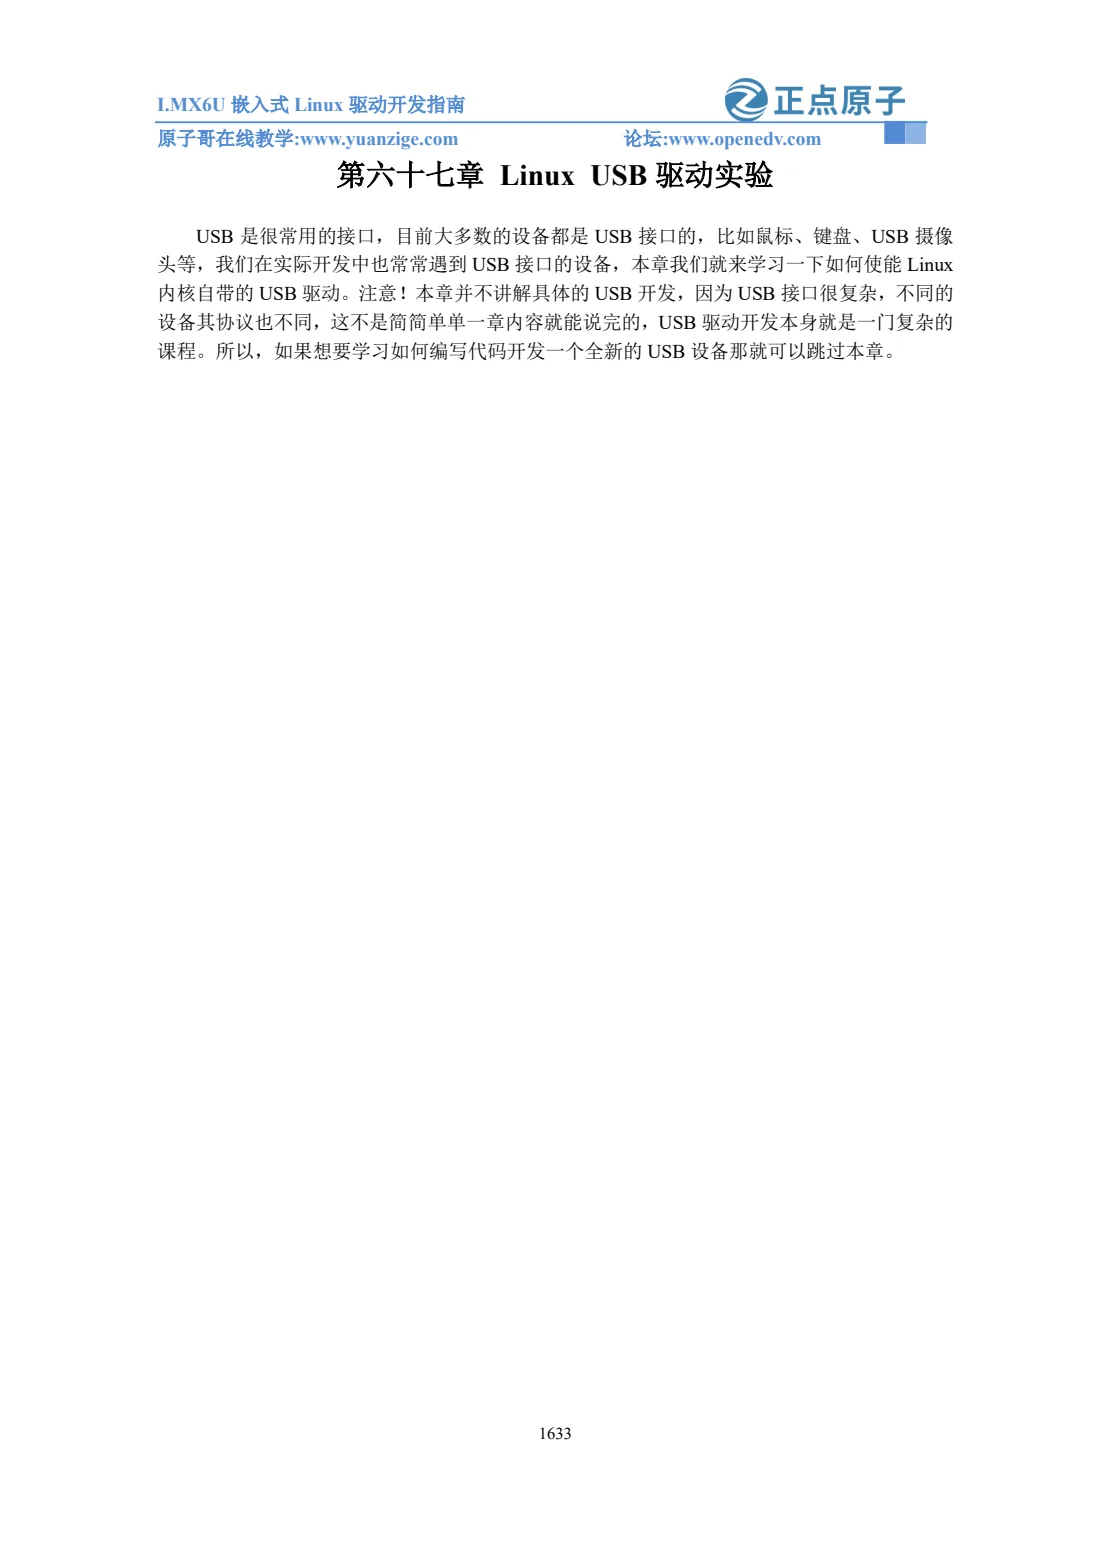 I.MX6U 嵌入式 Linux 驱动开发指南
正点原子
原子哥在线教学:www.yuanzige.com 论坛:www.openedv.com
第六十七章 Linux USB 驱动实验
USB 是很常用的接口，目前大多数的设备都是 USB 接口的，比如鼠标、键盘、USB 摄像
头等，我们在实际开发中也常常遇到 USB 接口的设备，本章我们就来学习一下如何使能 Linux
内核自带的 USB 驱动。注意！本章并不讲解具体的 USB 开发，因为 USB 接口很复杂，不同的
设备其协议也不同，这不是简简单单一章内容就能说完的，USB 驱动开发本身就是一门复杂的
课程。所以，如果想要学习如何编写代码开发一个全新的 USB 设备那就可以跳过本章。
1633